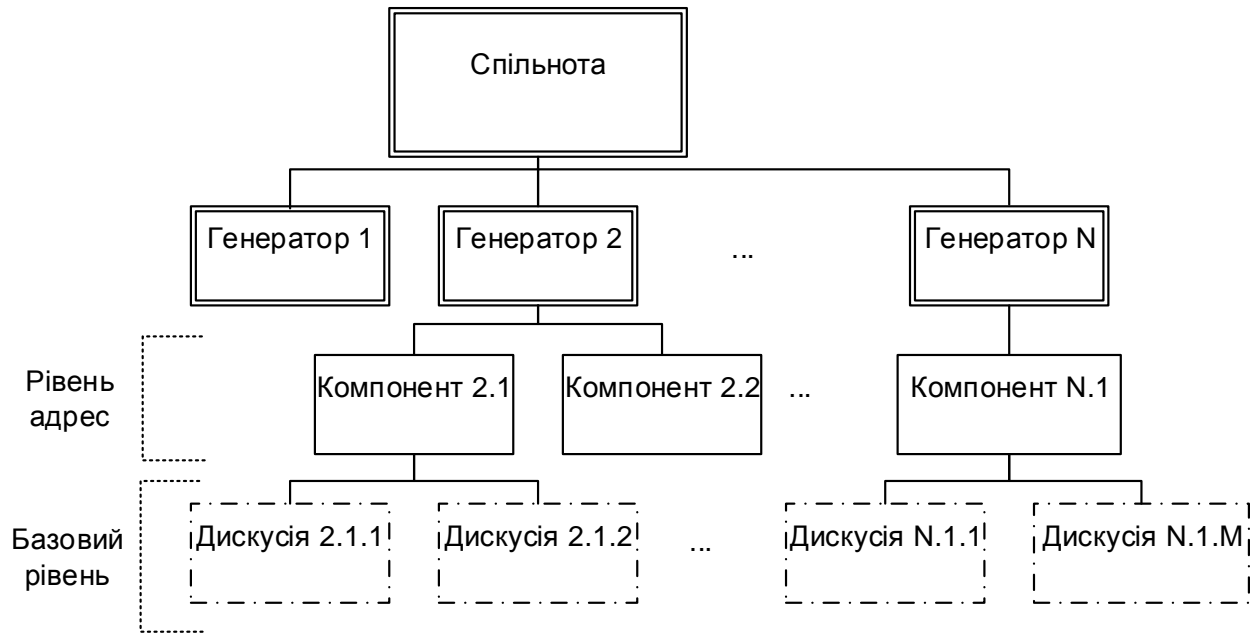 Спільнота
Генератор 1
Генератор 2
...
Генератор N
Рівень
адрес
Компонент 2.1
Компонент 2.2
...
Компонент N.1
Базовий
рівень
Дискусія 2.1.1
Дискусія 2.1.2
...
Дискусія N.1.1
Дискусія N.1.M